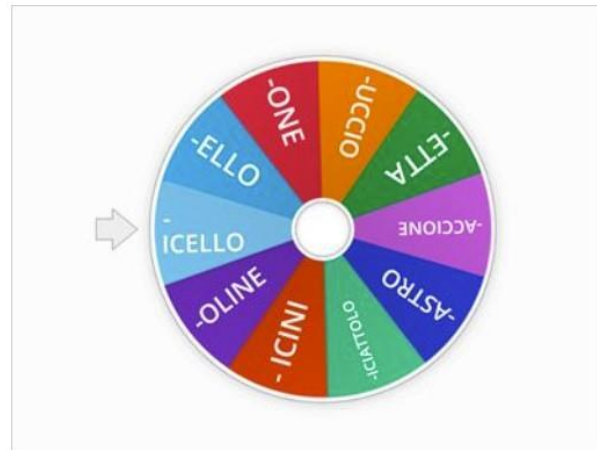 -ONE
-UCCIO
-ETTA
-ACCIONE
-ASTRO
-ICIATTOLO
- ICINI
-OLINE
-
ICELLO
-ELLO